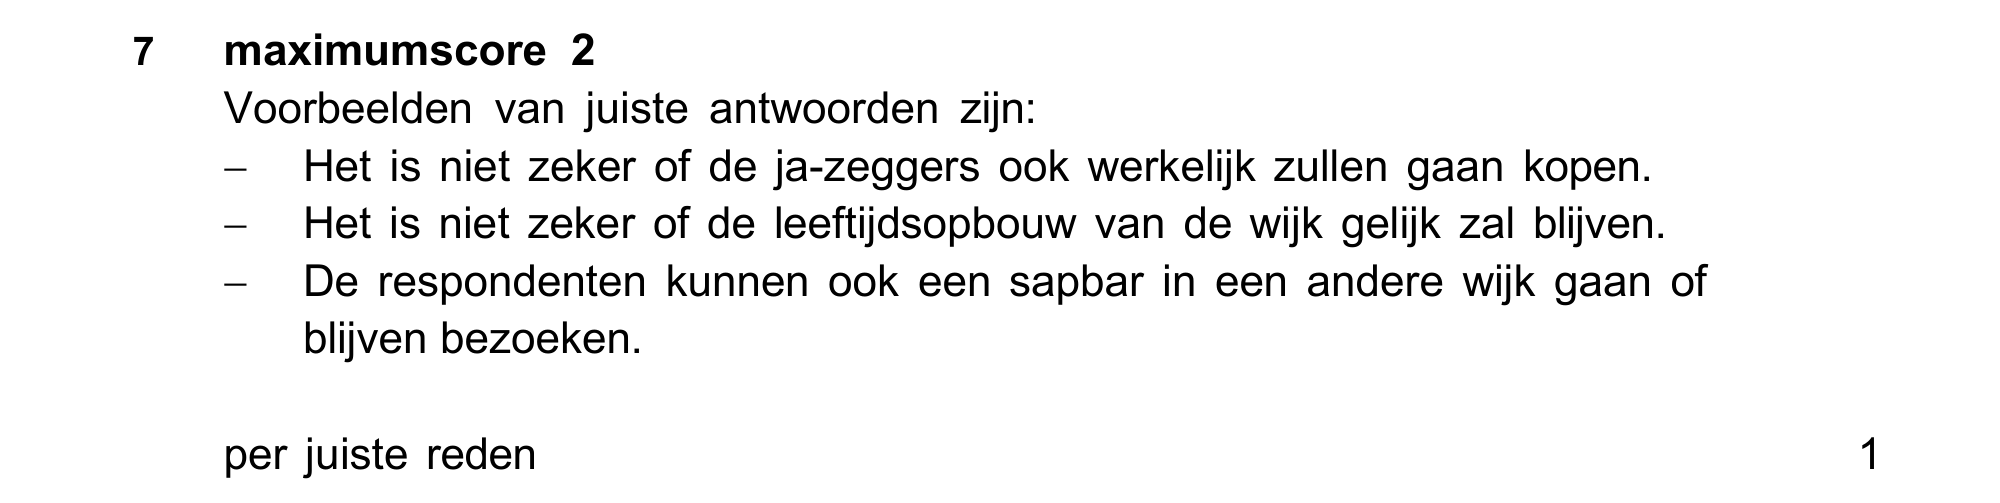 7 maximumscore 2
Voorbeelden van juiste antwoorden zijn:
− Het is niet zeker of de ja-zeggers ook werkelijk zullen gaan kopen.
− Het is niet zeker of de leeftijdsopbouw van de wijk gelijk zal blijven.
− De respondenten kunnen ook een sapbar in een andere wijk gaan of
blijven bezoeken.
per juiste reden 1